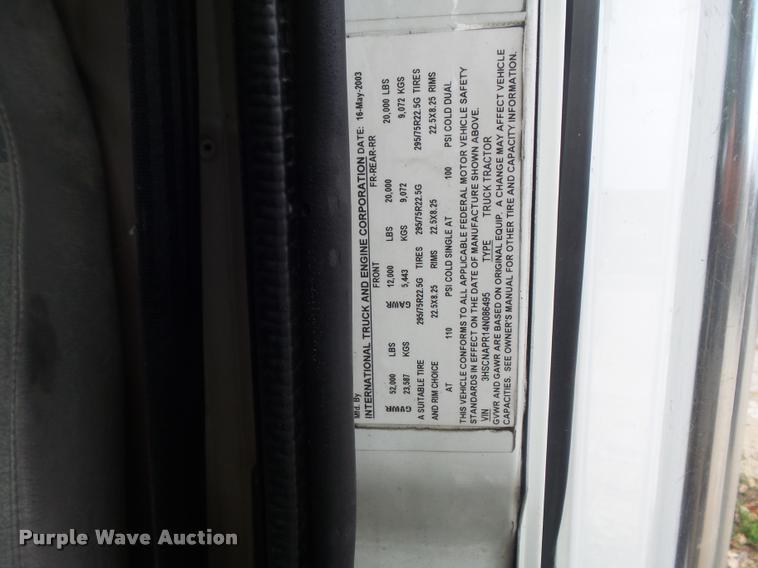 Mfd. By
INTERNATIONAL TRUCK AND ENGINE CORPORATION DATE: 16-May-2003
FRONT FR-REAR-RR
GVWR 52,000 LBS GAWR 12,000 LBS 20,000 20,000 LBS
23,587 KGS 5,443 KGS 9,072 9,072 KGS
A SUITABLE TIRE 295/75R22.5G TIRES 295/75R22.5G 295/75R22.5G TIRES
AND RIM CHOICE 22.5X8.25 RIMS 22.5X8.25 22.5X8.25 RIMS
AT 110 PSI COLD SINGLE AT 100 PSI COLD DUAL
THIS VEHICLE CONFORMS TO ALL APPLICABLE FEDERAL MOTOR VEHICLE SAFETY
STANDARDS IN EFFECT ON THE DATE OF MANUFACTURE SHOWN ABOVE.
VIN 3HSCNAPR14N086495 TYPE TRUCK TRACTOR
GVWR AND GAWR ARE BASED ON ORIGINAL EQUIP. A CHANGE MAY AFFECT VEHICLE
CAPACITIES. SEE OWNER'S MANUAL FOR OTHER TIRE AND CAPACITY INFORMATION.
Purple Wave Auction